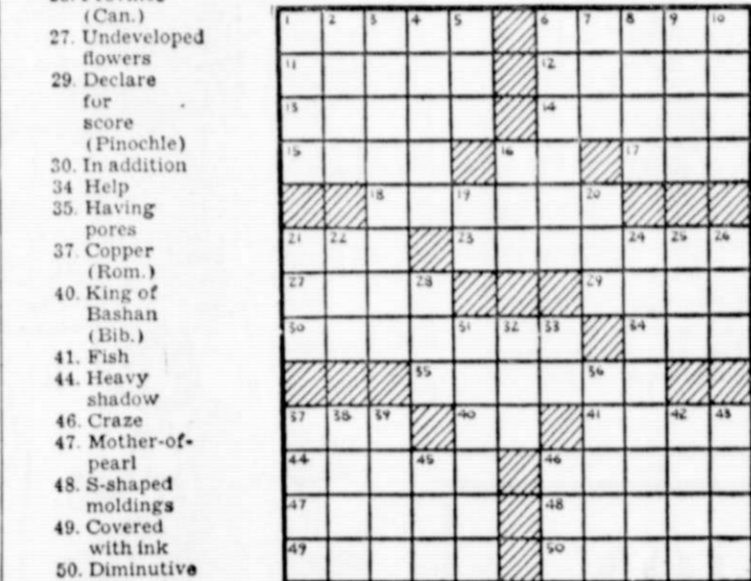 (Can.)
27. Undeveloped
flowers
29. Declare
for
score
(Pinochle)
30. In addition
34 Help
35. Having
pores
37. Copper
(Rom.)
40. King of
Bashan
(Bib.)
41. Fish
44. Heavy
shadow
46. Craze
47. Mother-of-
pearl
48. S-shaped
moldings
49. Covered
with ink
50. Diminutive
1 2 3 4 5 6 7 8 9 10
11 12
13 14
15 16 17
18 19 20
21 22 23 24 25 26
27 28 29
30 31 32 33 34
35 36
37 38 39 40 41 42 43
44 45 46
47 48
49 50